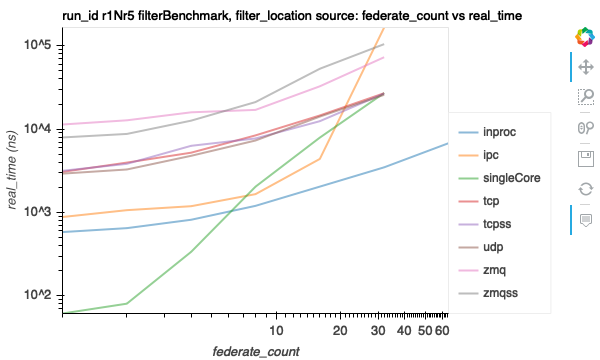 run_id r1Nr5 filterBenchmark, filter_location source: federate_count vs real_time
real_time (ns)
10^5
10^4
10^3
10^2
10
20
30
40
50
60
federate_count
inproc
ipc
singleCore
tcp
tcpss
udp
zmq
zmqss